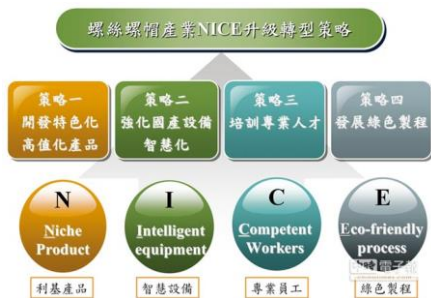 螺絲螺帽產業NICE升級轉型策略
策略一
開發特色化
高值化產品
策略二
強化國產設備
智慧化
策略三
培訓專業人才
策略四
發展綠色製程
N
Niche
Product
I
Intelligent
equipment
C
Competent
Workers
E
Eco-friendly
process
利基產品
智慧設備
專業員工
綠色製程